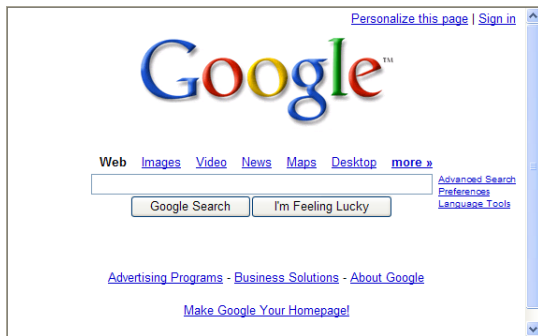 Personalize this page | Sign in
Google™
Web Images Video News Maps Desktop more »
Advanced Search
Preferences
Language Tools
Google Search I'm Feeling Lucky
Advertising Programs - Business Solutions - About Google
Make Google Your Homepage!